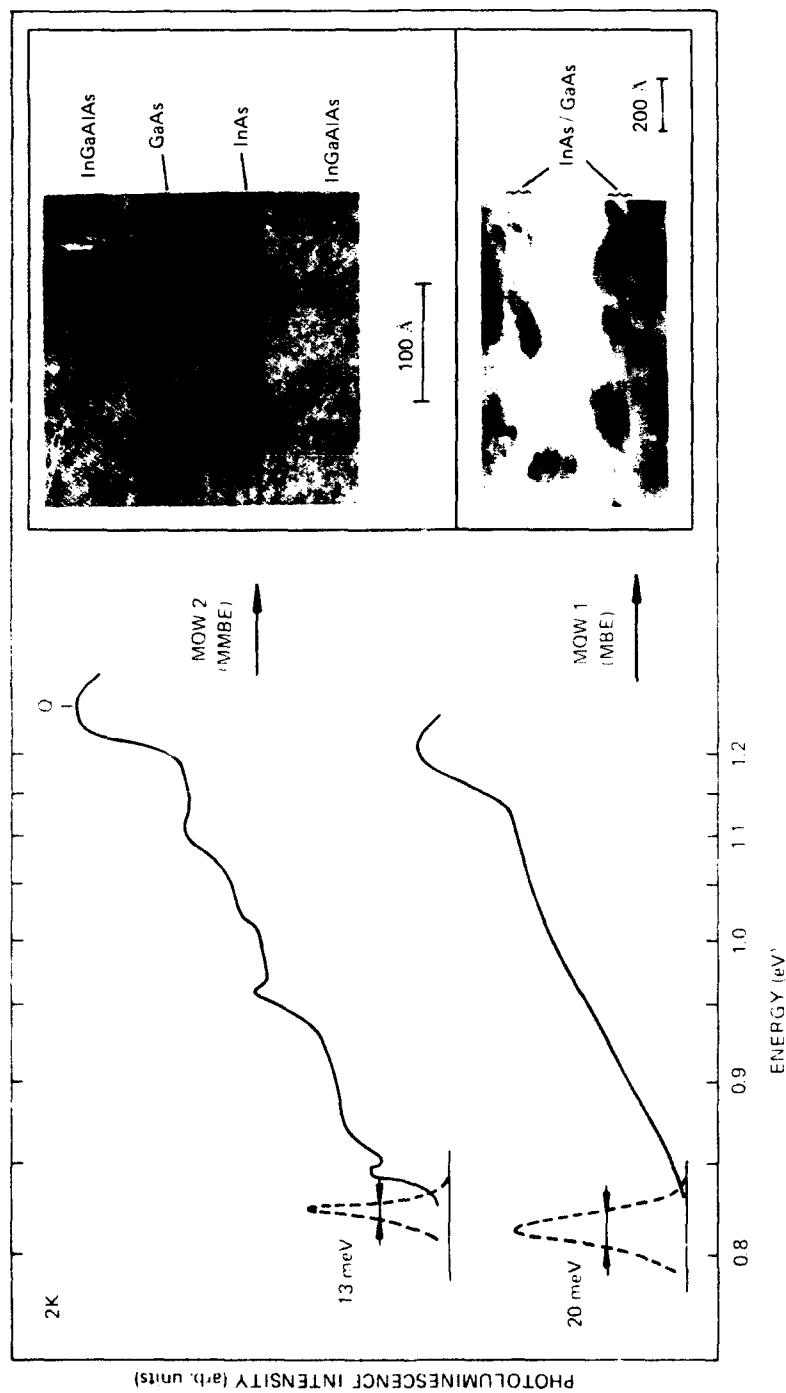 PHOTOLUMINESCENCE INTENSITY (arb. units)
2K
13 meV
20 meV
Q
MQW 2
(MMBE)
MQW 1
(MBE)
InGaAlAs
GaAs
InAs
InGaAlAs
100 Å
InAs / GaAs
200 Å
0.8
0.9
1.0
1.1
1.2
ENERGY (eV)